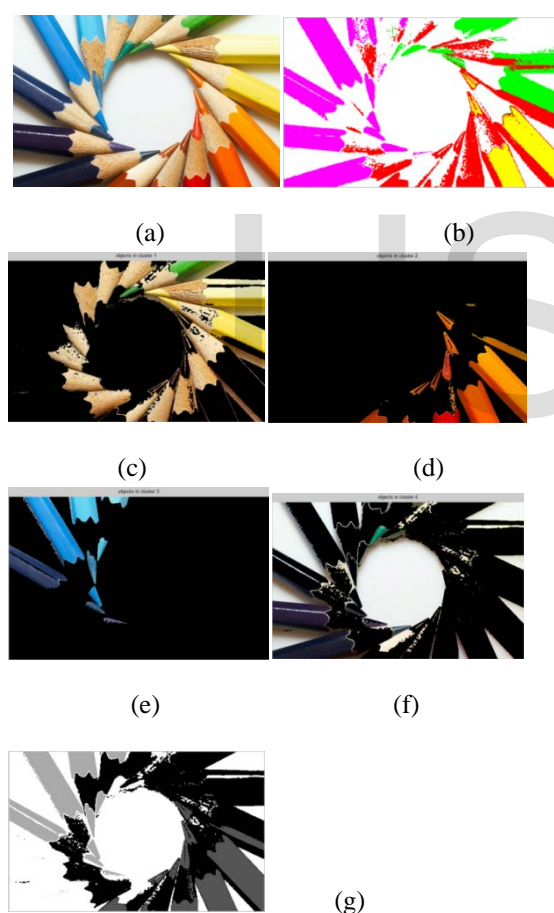 (a)
(b)
objects in cluster 1
objects in cluster 2
(c)
(d)
objects in cluster 3
objects in cluster 4
(e)
(f)
(g)